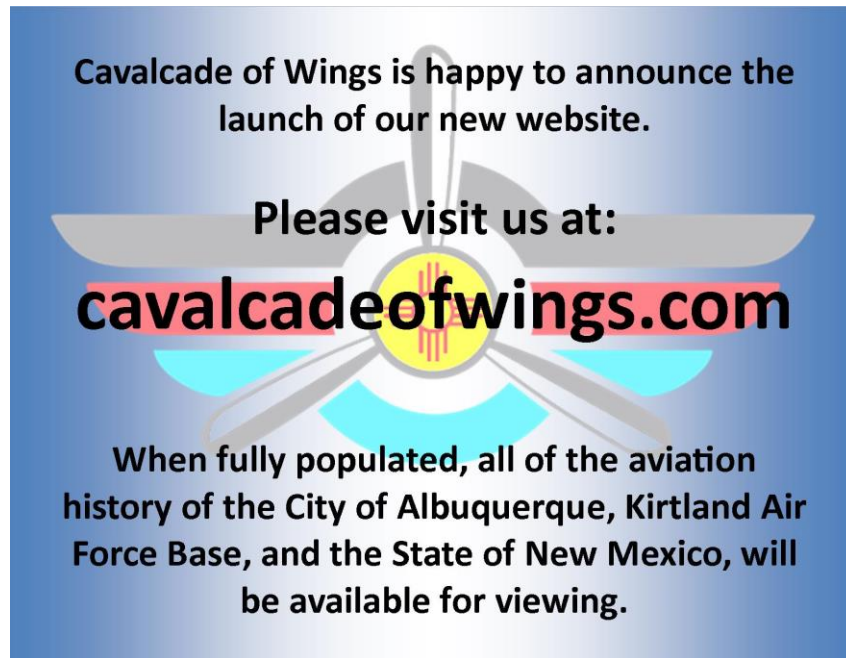 Cavalcade of Wings is happy to announce the
launch of our new website.
Please visit us at:
cavalcadeofwings.com
When fully populated, all of the aviation
history of the City of Albuquerque, Kirtland Air
Force Base, and the State of New Mexico, will
be available for viewing.